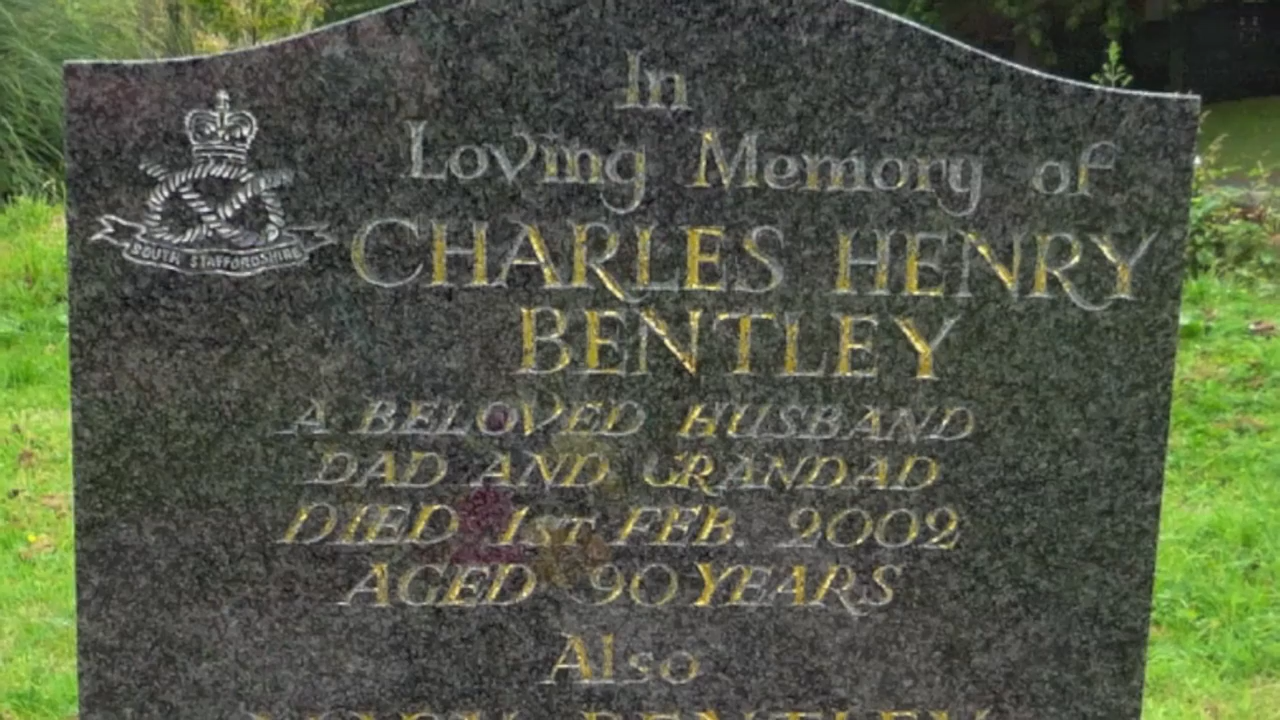 In
Loving Memory of
SOUTH STAFFORDSHIRE
CHARLES HENRY
BENTLEY
A BELOVED HUSBAND
DAD AND GRANDAD
DIED 1ST FEB. 2002
AGED 90 YEARS
Also
BENTLEY